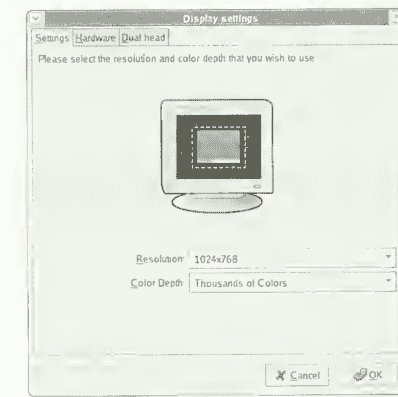 Display settings
Settings Hardware Dual head
Please select the resolution and color depth that you wish to use
Resolution: 1024x768
Color Depth: Thousands of Colors
Cancel OK